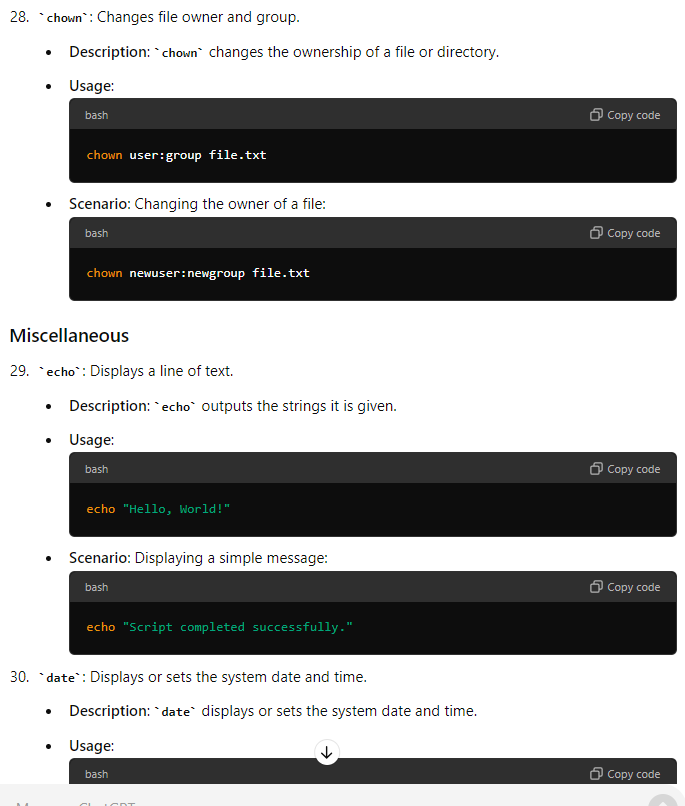 28. `chown`: Changes file owner and group.
• Description: `chown` changes the ownership of a file or directory.
• Usage:
bash Copy code
chown user:group file.txt
• Scenario: Changing the owner of a file:
bash Copy code
chown newuser:newgroup file.txt
Miscellaneous
29. `echo`: Displays a line of text.
• Description: `echo` outputs the strings it is given.
• Usage:
bash Copy code
echo "Hello, World!"
• Scenario: Displaying a simple message:
bash Copy code
echo "Script completed successfully."
30. `date`: Displays or sets the system date and time.
• Description: `date` displays or sets the system date and time.
• Usage:
bash Copy code